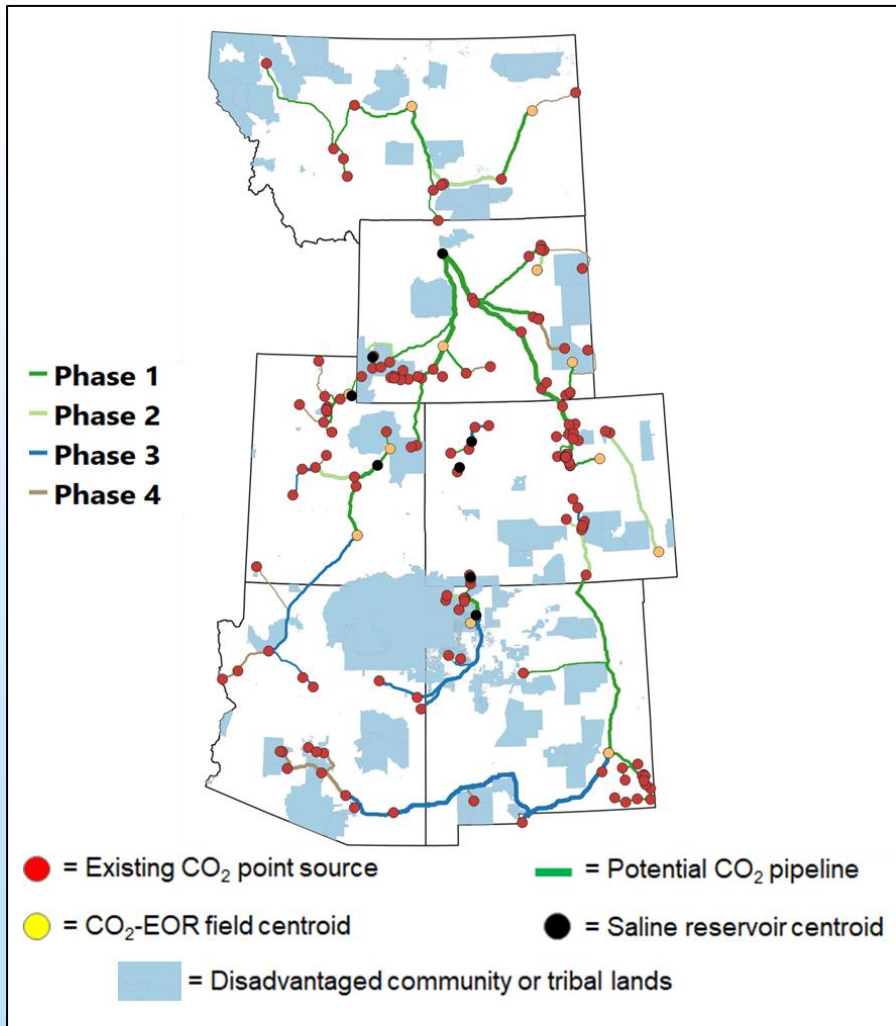 Phase 1
Phase 2
Phase 3
Phase 4
= Existing CO₂ point source
= Potential CO₂ pipeline
= CO₂-EOR field centroid
= Saline reservoir centroid
= Disadvantaged community or tribal lands